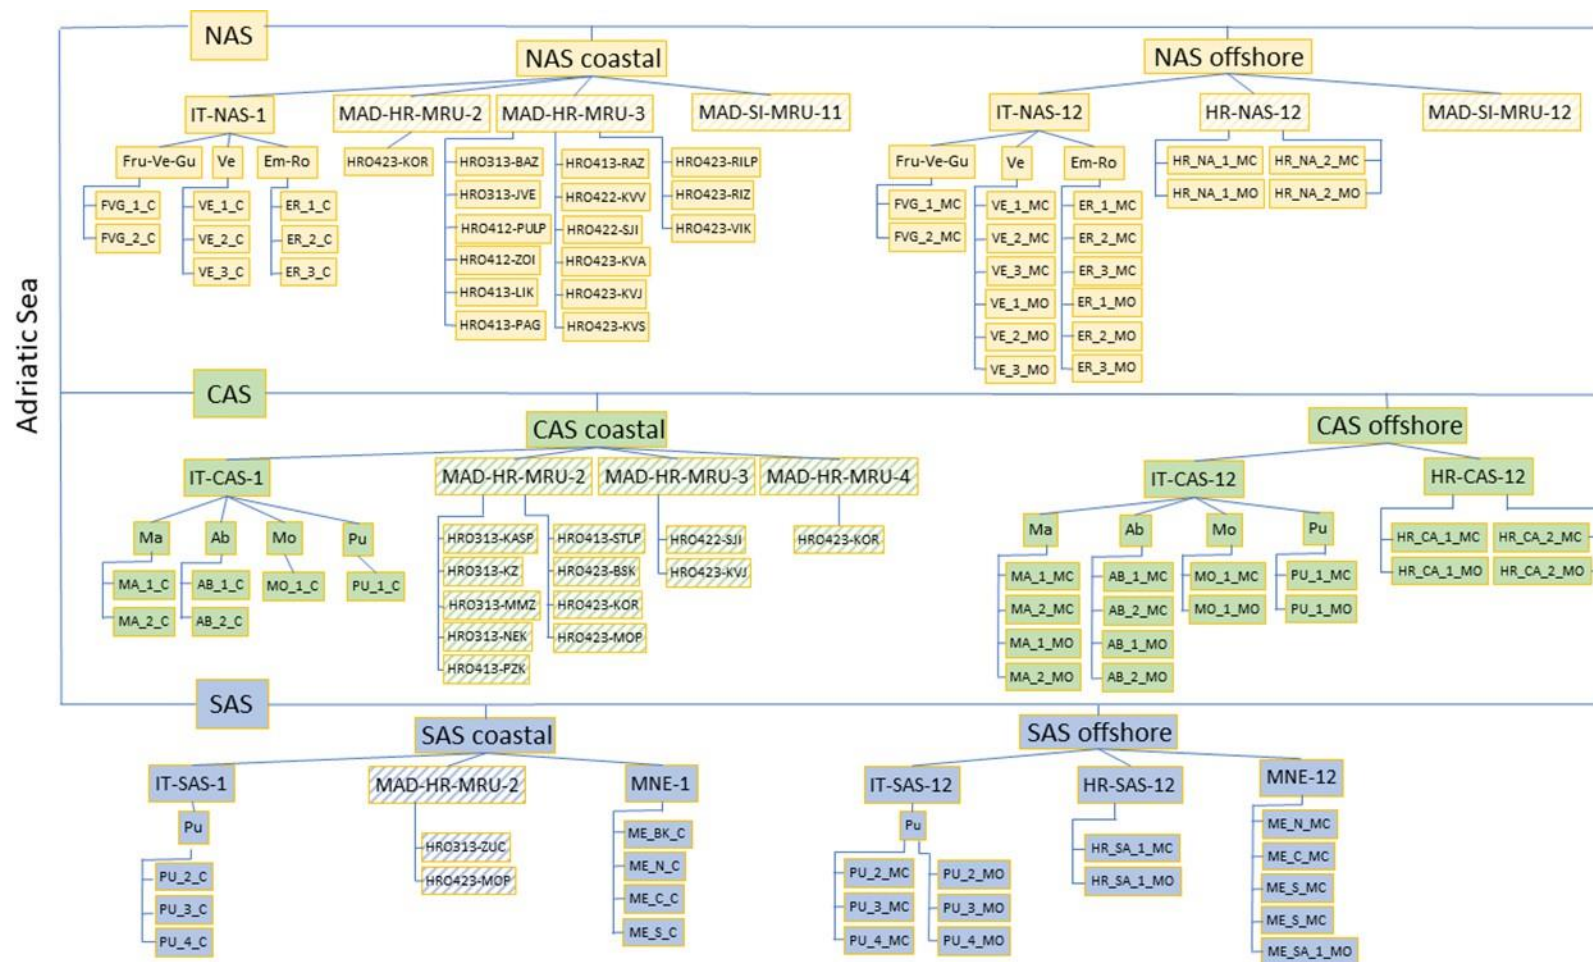 Adriatic Sea
NAS
NAS coastal
NAS offshore
IT-NAS-1
MAD-HR-MRU-2
MAD-HR-MRU-3
MAD-SI-MRU-11
Fru-Ve-Gu
Ve
Em-Ro
FVG_1_C
FVG_2_C
VE_1_C
VE_2_C
VE_3_C
ER_1_C
ER_2_C
ER_3_C
HRO423-KOR
HRO313-BAZ
HRO313-JVE
HRO412-PULP
HRO412-ZOI
HRO413-LIK
HRO413-PAG
HRO413-RAZ
HRO422-KVV
HRO422-SJI
HRO423-KVA
HRO423-KVJ
HRO423-KVS
HRO423-RILP
HRO423-RIZ
HRO423-VIK
IT-NAS-12
HR-NAS-12
MAD-SI-MRU-12
Fru-Ve-Gu
Ve
Em-Ro
FVG_1_MC
FVG_2_MC
VE_1_MC
VE_2_MC
VE_3_MC
VE_1_MO
VE_2_MO
VE_3_MO
ER_1_MC
ER_2_MC
ER_3_MC
ER_1_MO
ER_2_MO
ER_3_MO
HR_NA_1_MC
HR_NA_1_MO
HR_NA_2_MC
HR_NA_2_MO
CAS
CAS coastal
CAS offshore
IT-CAS-1
MAD-HR-MRU-2
MAD-HR-MRU-3
MAD-HR-MRU-4
Ma
Ab
Mo
Pu
MA_1_C
MA_2_C
AB_1_C
AB_2_C
MO_1_C
PU_1_C
HRO313-KASP
HRO313-KZ
HRO313-MMZ
HRO313-NEK
HRO413-PZK
HRO413-STLP
HRO423-BSK
HRO423-KOR
HRO423-MOP
HRO422-SJI
HRO423-KVJ
HRO423-KOR
IT-CAS-12
HR-CAS-12
Ma
Ab
Mo
Pu
MA_1_MC
MA_2_MC
MA_1_MO
MA_2_MO
AB_1_MC
AB_2_MC
AB_1_MO
AB_2_MO
MO_1_MC
MO_1_MO
PU_1_MC
PU_1_MO
HR_CA_1_MC
HR_CA_1_MO
HR_CA_2_MC
HR_CA_2_MO
SAS
SAS coastal
SAS offshore
IT-SAS-1
MAD-HR-MRU-2
MNE-1
Pu
PU_2_C
PU_3_C
PU_4_C
HRO313-ZUC
HRO423-MOP
ME_BK_C
ME_N_C
ME_C_C
ME_S_C
IT-SAS-12
HR-SAS-12
MNE-12
Pu
PU_2_MC
PU_3_MC
PU_4_MC
PU_2_MO
PU_3_MO
PU_4_MO
HR_SA_1_MC
HR_SA_1_MO
ME_N_MC
ME_C_MC
ME_S_MC
ME_S_MC
ME_SA_1_MO